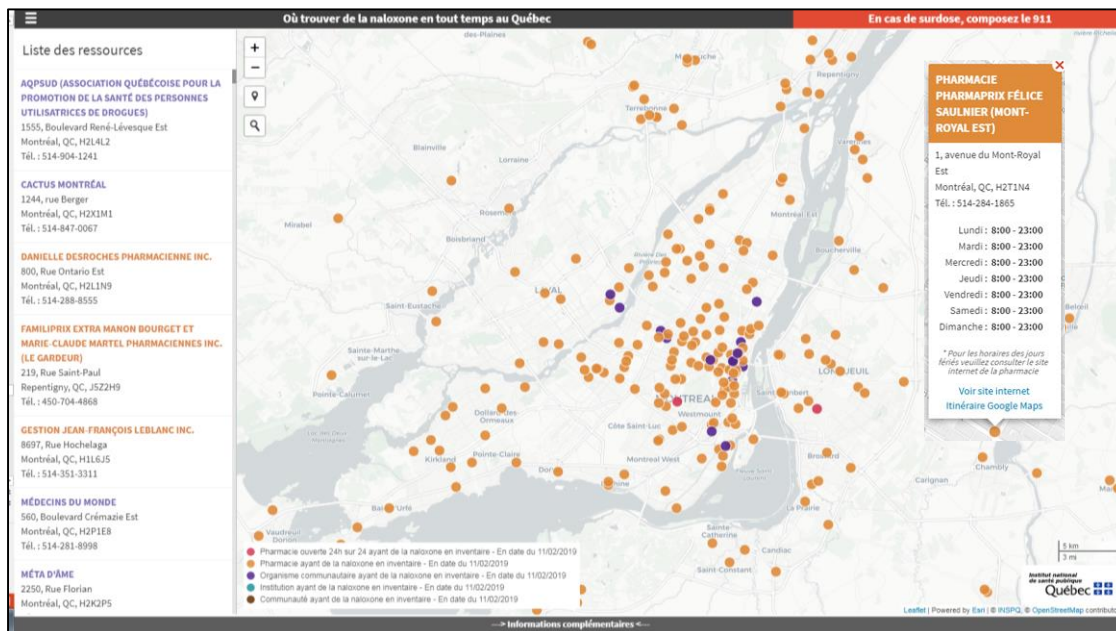 Où trouver de la naloxone en tout temps au Québec
En cas de surdose, composez le 911
Liste des ressources
AQPSUD (ASSOCIATION QUÉBÉCOISE POUR LA
PROMOTION DE LA SANTÉ DES PERSONNES
UTILISATRICES DE DROGUES)
1555, Boulevard René-Lévesque Est
Montréal, QC, H2L4L2
Tél. : 514-904-1241
CACTUS MONTRÉAL
1244, rue Berger
Montréal, QC, H2X1M1
Tél. : 514-847-0067
DANIELLE DESROCHES PHARMACIENNE INC.
800, Rue Ontario Est
Montréal, QC, H2L1N9
Tél. : 514-288-8555
FAMILIPRIX EXTRA MANON BOURGET ET
MARIE-CLAUDE MARTEL PHARMACIENNES INC.
(LE GARDEUR)
219, Rue Saint-Paul
Repentigny, QC, J5Z2H9
Tél. : 450-704-4868
GESTION JEAN-FRANÇOIS LEBLANC INC.
8697, Rue Hochelaga
Montréal, QC, H1L6J5
Tél. : 514-351-3311
MÉDECINS DU MONDE
560, Boulevard Crémazie Est
Montréal, QC, H2P1E8
Tél. : 514-281-8998
MÉTA D'ÂME
2250, Rue Florian
Montréal, QC, H2K2P5
+
−
des-Plaines
Repentigny
Terrebonne
Varennes
Blainville
Lorraine
Mirabel
Boisbriand
Montréal-Est
Rivière Des
Boucherville
LAVAL
Saint-Eustache
Sainte-Marthe
sur-le-Lac
Pointe-Calumet
LONGUEUIL
MONTRÉAL
Westmount
Dollard-Des
Ormeaux
Côte Saint-Luc
Kirkland
Pointe-Claire
Montreal West
Chambly
Carignan
La Prairie
Vaudreuil
Dorion
Sainte-
Catherine
Candiac
Saint-Constant
PHARMACIE
PHARMAPRIX FÉLICE
SAULNIER (MONT-
ROYAL EST)
1, avenue du Mont-Royal
Est
Montréal, QC, H2T1N4
Tél. : 514-284-1865
Lundi : 8:00 - 23:00
Mardi : 8:00 - 23:00
Mercredi : 8:00 - 23:00
Jeudi : 8:00 - 23:00
Vendredi : 8:00 - 23:00
Samedi : 8:00 - 23:00
Dimanche : 8:00 - 23:00
* Pour les horaires des jours
fériés veuillez consulter le site
internet de la pharmacie
Voir site internet
Itinéraire Google Maps
Pharmacie ouverte 24h sur 24 ayant de la naloxone en inventaire - En date du 11/02/2019
Pharmacie ayant de la naloxone en inventaire - En date du 11/02/2019
Organisme communautaire ayant de la naloxone en inventaire - En date du 11/02/2019
Institution ayant de la naloxone en inventaire - En date du 11/02/2019
Communauté ayant de la naloxone en inventaire - En date du 11/02/2019
5 km
3 mi
Institut national
de santé publique
Québec
Leaflet | Powered by Esri | © INSPQ, © OpenStreetMap contributo
---> Informations complémentaires <---